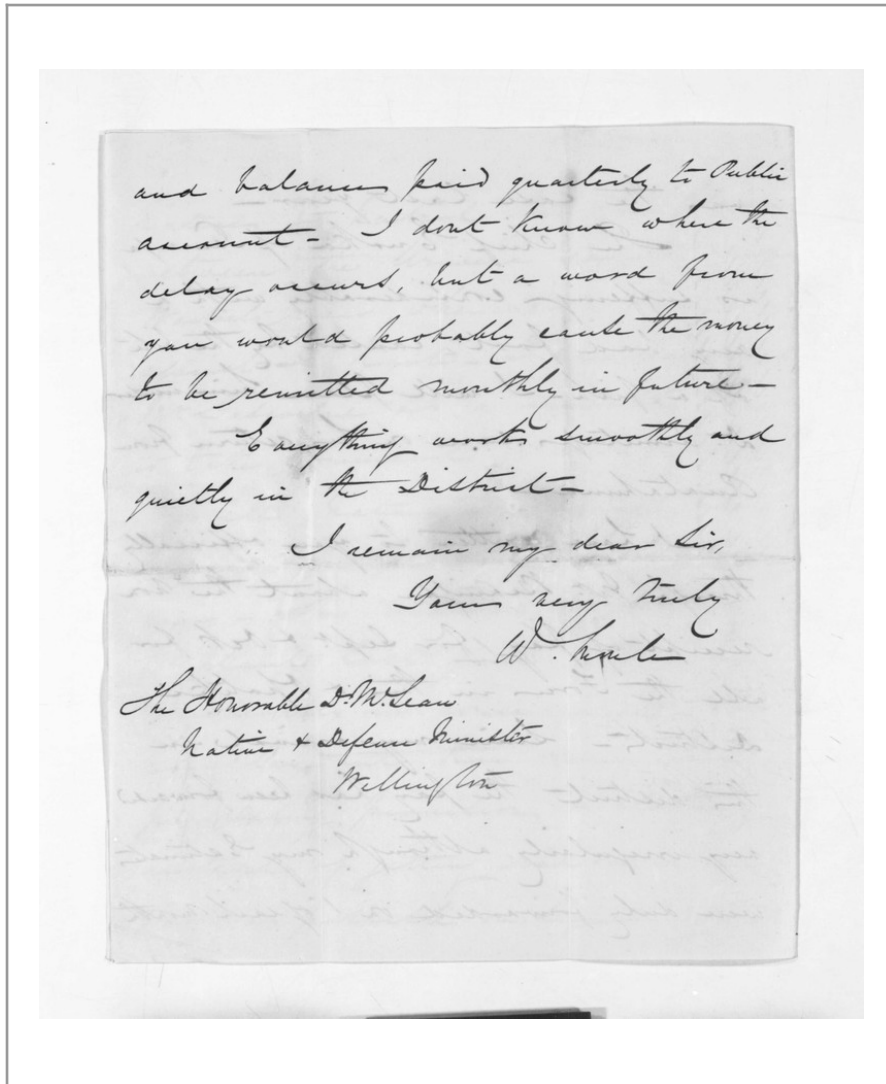 and balances paid quarterly to Public
account - I dont know where the
delay occurs, but a word from
you would probably cause the money
to be remitted monthly in future -
Everything works smoothly and
quietly in the District -
I remain my dear Sir,
Yours very truly
W.
The Honorable D. McLean
Native & Defense Minister
Wellington